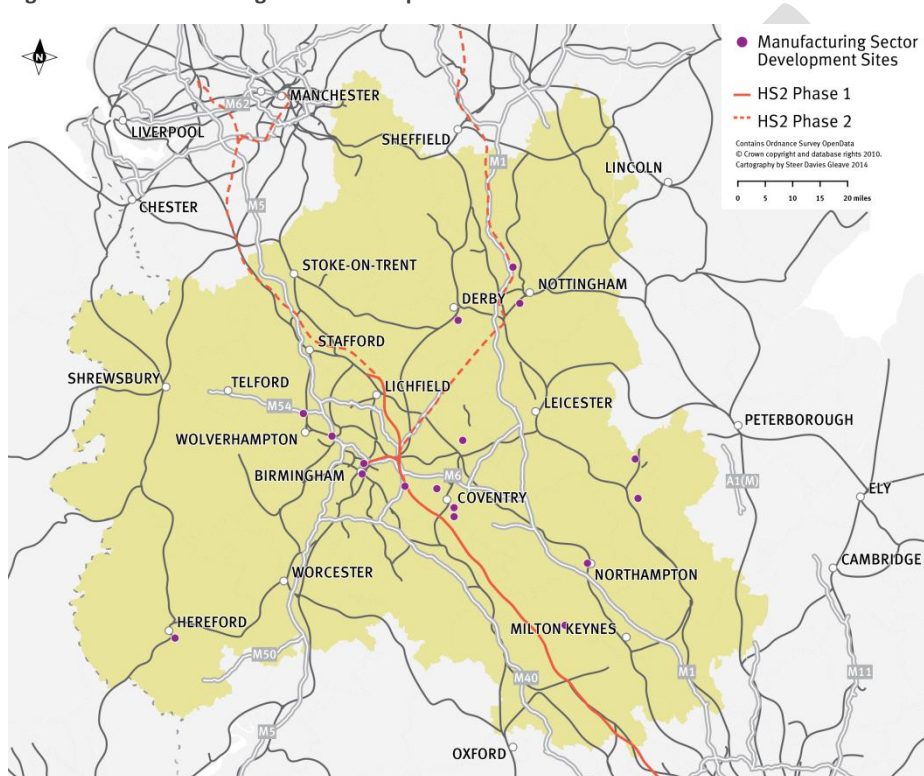 N
Manufacturing Sector
Development Sites
HS2 Phase 1
HS2 Phase 2
Contains Ordnance Survey OpenData
© Crown copyright and database rights 2010.
Cartography by Steer Davies Gleave 2014
0 5 10 15 20 miles
MANCHESTER
M62
LIVERPOOL
SHEFFIELD
M1
LINCOLN
CHESTER
M5
STOKE-ON-TRENT
NOTTINGHAM
DERBY
STAFFORD
SHREWSBURY
TELFORD
LICHFIELD
M54
LEICESTER
PETERBOROUGH
WOLVERHAMPTON
BIRMINGHAM
M6
A1(M)
ELY
COVENTRY
CAMBRIDGE
WORCESTER
NORTHAMPTON
HEREFORD
MILTON KEYNES
M50
M40
M1
M11
M5
OXFORD